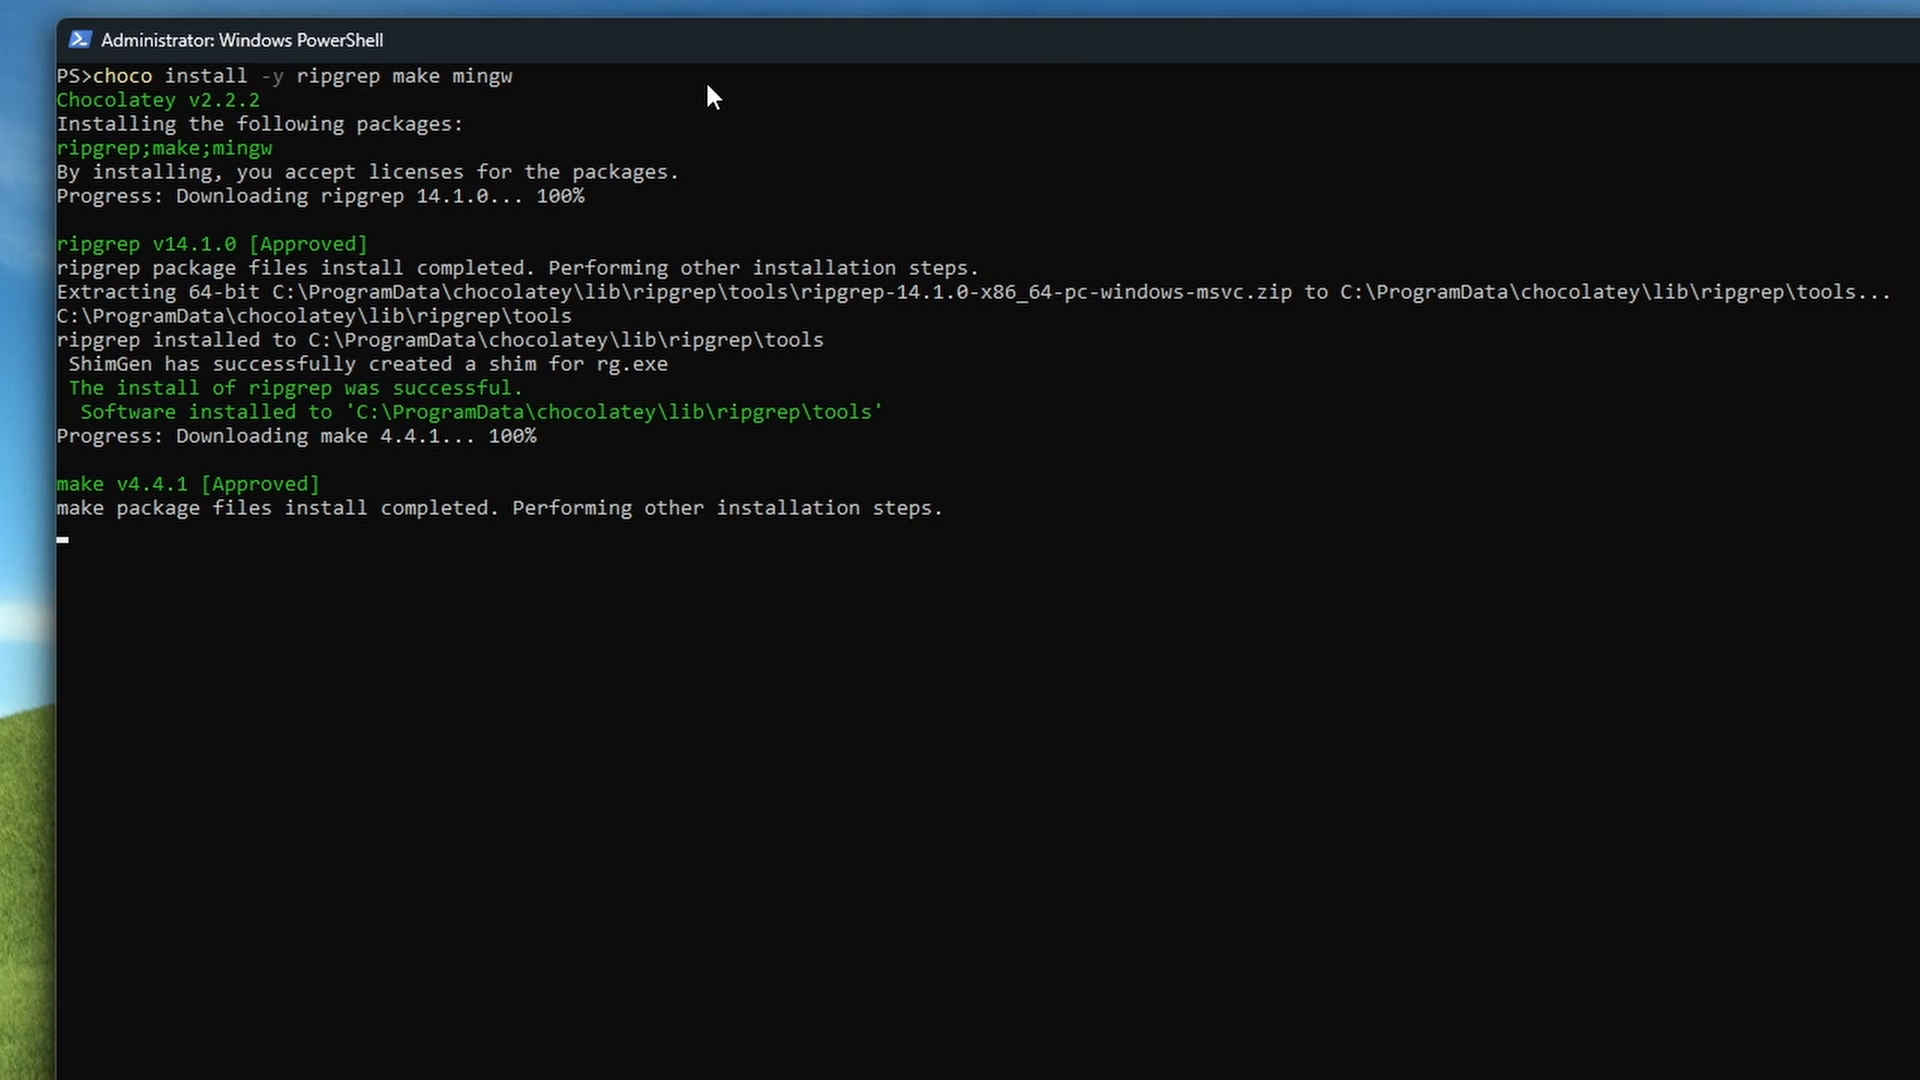 Administrator: Windows PowerShell
PS>choco install -y ripgrep make mingw
Chocolatey v2.2.2
Installing the following packages:
ripgrep;make;mingw
By installing, you accept licenses for the packages.
Progress: Downloading ripgrep 14.1.0... 100%
ripgrep v14.1.0 [Approved]
ripgrep package files install completed. Performing other installation steps.
Extracting 64-bit C:\ProgramData\chocolatey\lib\ripgrep\tools\ripgrep-14.1.0-x86_64-pc-windows-msvc.zip to C:\ProgramData\chocolatey\lib\ripgrep\tools...
C:\ProgramData\chocolatey\lib\ripgrep\tools
ripgrep installed to C:\ProgramData\chocolatey\lib\ripgrep\tools
ShimGen has successfully created a shim for rg.exe
The install of ripgrep was successful.
Software installed to 'C:\ProgramData\chocolatey\lib\ripgrep\tools'
Progress: Downloading make 4.4.1... 100%
make v4.4.1 [Approved]
make package files install completed. Performing other installation steps.